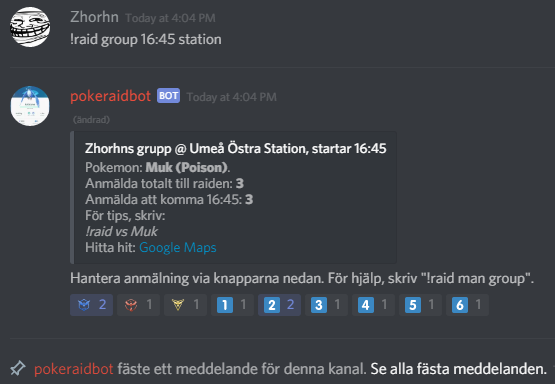 Zhorhn Today at 4:04 PM
!raid group 16:45 station
pokeraidbot BOT Today at 4:04 PM
(ändrad)
Zhorhns grupp @ Umeå Östra Station, startar 16:45
Pokemon: Muk (Poison).
Anmälda totalt till raiden: 3
Anmälda att komma 16:45: 3
För tips, skriv:
!raid vs Muk
Hitta hit: Google Maps
Hantera anmälning via knapparna nedan. För hjälp, skriv "!raid man group".
2 1 1 1 1 2 2 3 1 4 1 5 1 6 1
pokeraidbot fäste ett meddelande för denna kanal. Se alla fästa meddelanden.